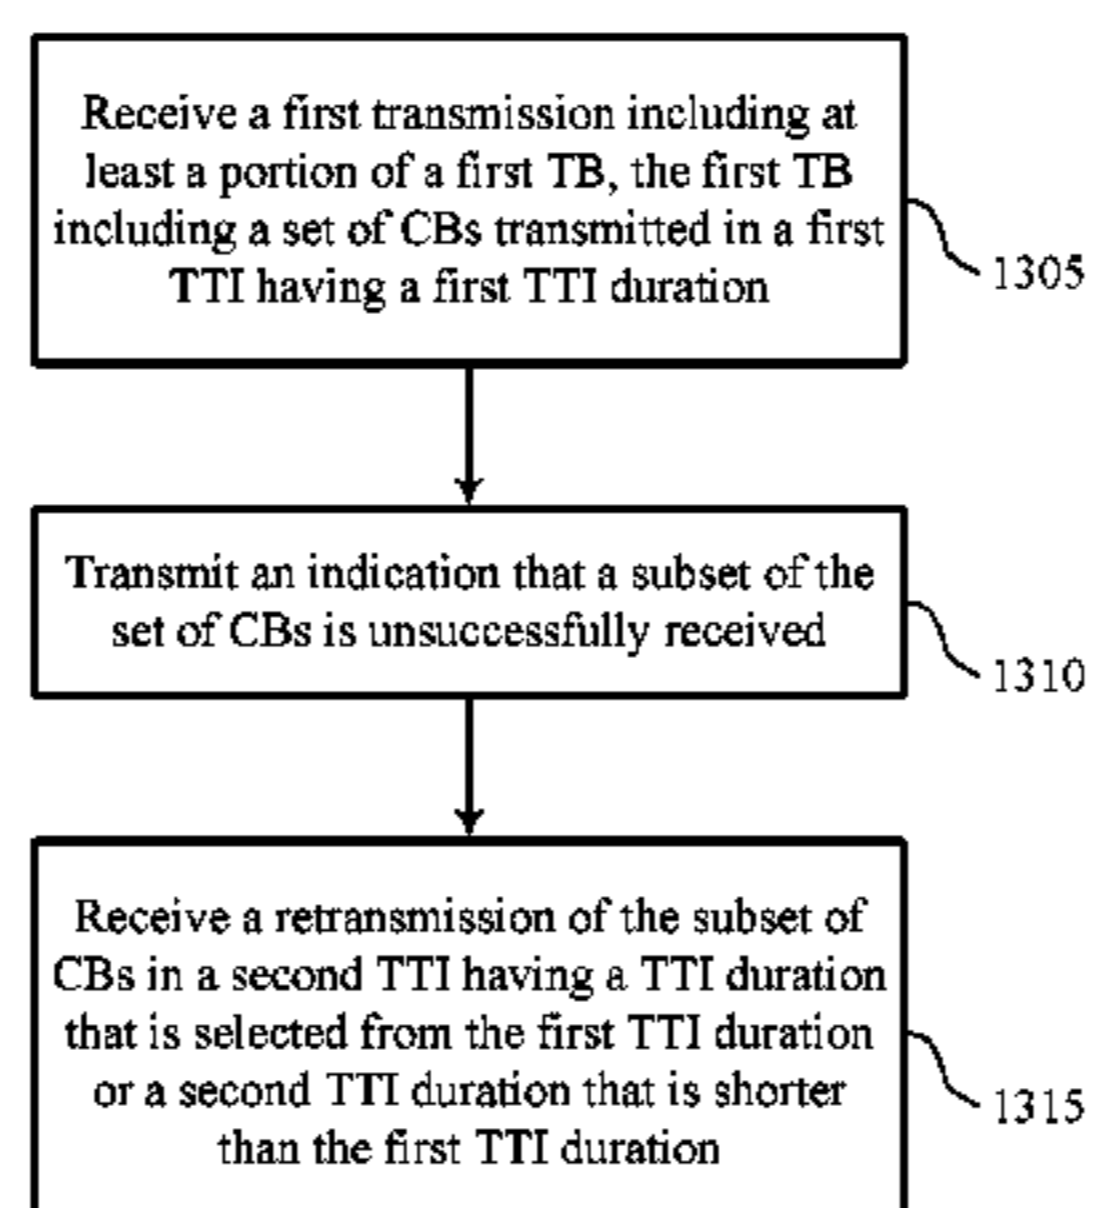 Receive a first transmission including at
least a portion of a first TB, the first TB
including a set of CBs transmitted in a first
TTI having a first TTI duration
1305
Transmit an indication that a subset of the
set of CBs is unsuccessfully received
1310
Receive a retransmission of the subset of
CBs in a second TTI having a TTI duration
that is selected from the first TTI duration
or a second TTI duration that is shorter
than the first TTI duration
1315